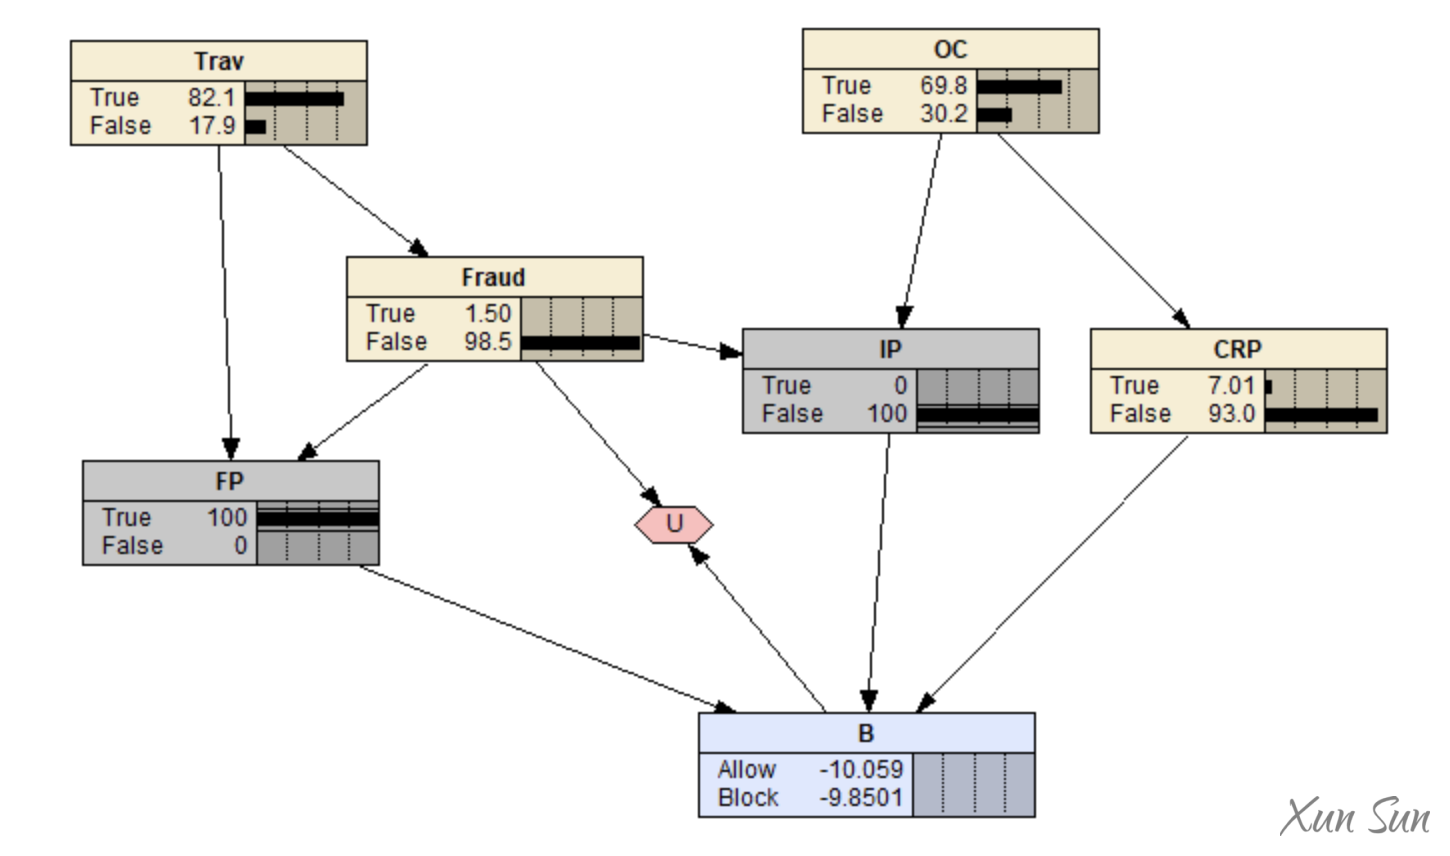 Trav
True 82.1
False 17.9
OC
True 69.8
False 30.2
Fraud
True 1.50
False 98.5
IP
True 0
False 100
CRP
True 7.01
False 93.0
FP
True 100
False 0
U
B
Allow -10.059
Block -9.8501
Xun Sun